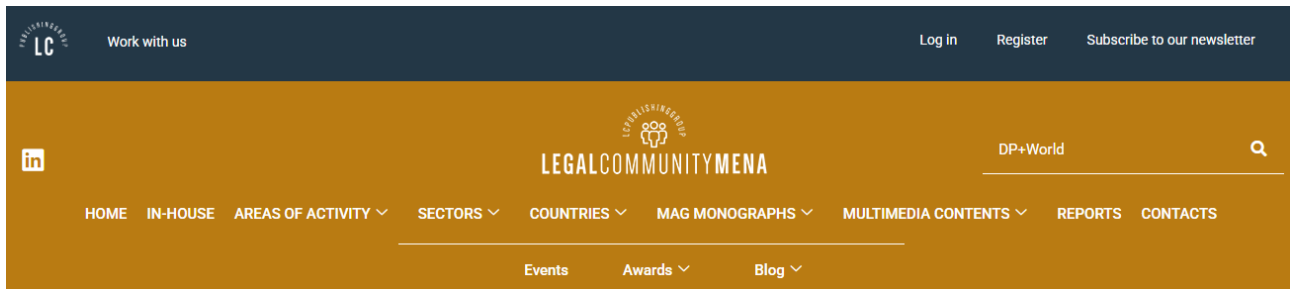 PUBLISHINGGROUP
LC
Work with us
Log in
Register
Subscribe to our newsletter
LCPUBLISHINGGROUP
LEGALCOMMUNITYMENA
in
DP+World
HOME IN-HOUSE AREAS OF ACTIVITY SECTORS COUNTRIES MAG MONOGRAPHS MULTIMEDIA CONTENTS REPORTS CONTACTS
Events Awards Blog